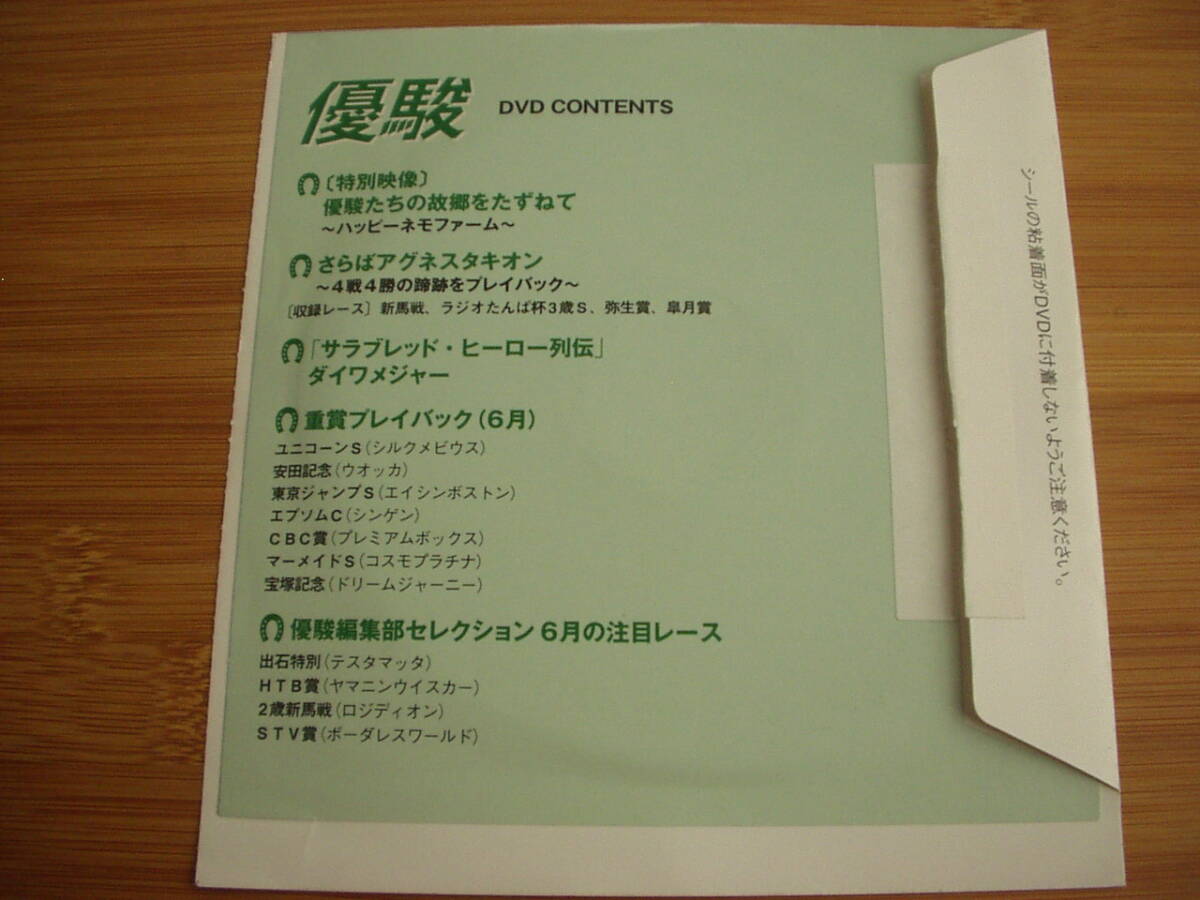 優駿 DVD CONTENTS
〔特別映像〕
優駿たちの故郷をたずねて
～ハッピーネモファーム～
さらばアグネスタキオン
～4戦4勝の蹄跡をプレイバック～
〔収録レース〕新馬戦、ラジオたんぱ杯3歳S、弥生賞、皐月賞
「サラブレッド・ヒーロー列伝」
ダイワメジャー
重賞プレイバック(6月)
ユニコーンS(シルクメビウス)
安田記念(ウオッカ)
東京ジャンプS(エイシンボストン)
エプソムC(シンゲン)
CBC賞(プレミアムボックス)
マーメイドS(コスモプラチナ)
宝塚記念(ドリームジャーニー)
優駿編集部セレクション 6月の注目レース
出石特別(テスタマッタ)
HTB賞(ヤマニンウイスカー)
2歳新馬戦(ロジディオン)
STV賞(ボーダレスワールド)
シールの粘着面がDVDに付着しないようご注意ください。